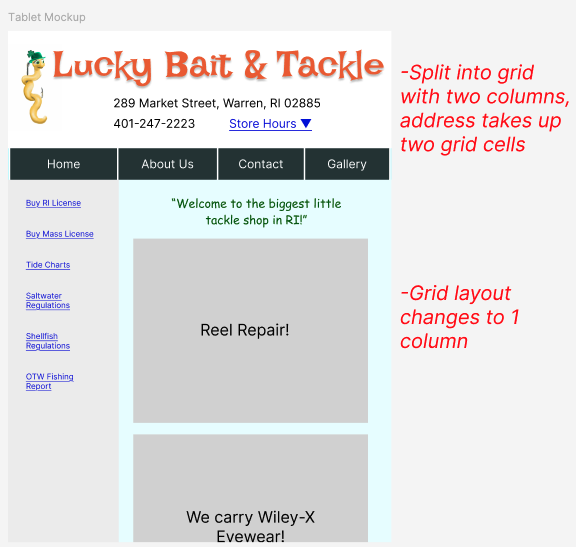 Tablet Mockup
Lucky Bait & Tackle
289 Market Street, Warren, RI 02885
401-247-2223 Store Hours ▼
Home About Us Contact Gallery
Buy RI License
Buy Mass License
Tide Charts
Saltwater
Regulations
Shellfish
Regulations
OTW Fishing
Report
“Welcome to the biggest little
tackle shop in RI!”
Reel Repair!
We carry Wiley-X
Eyewear!
-Split into grid
with two columns,
address takes up
two grid cells
-Grid layout
changes to 1
column